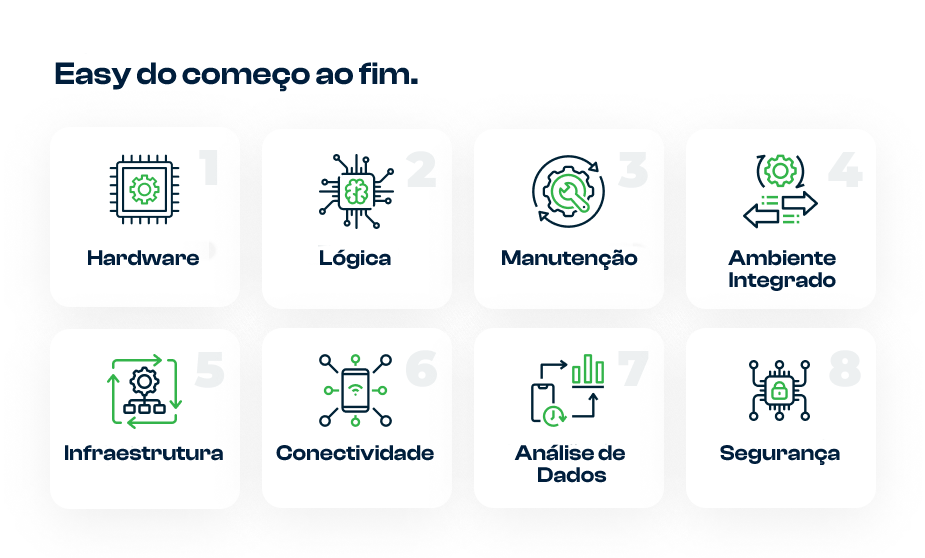 Easy do começo ao fim.
1
Hardware
2
Lógica
3
Manutenção
4
Ambiente
Integrado
5
Infraestrutura
6
Conectividade
7
Análise de
Dados
8
Segurança